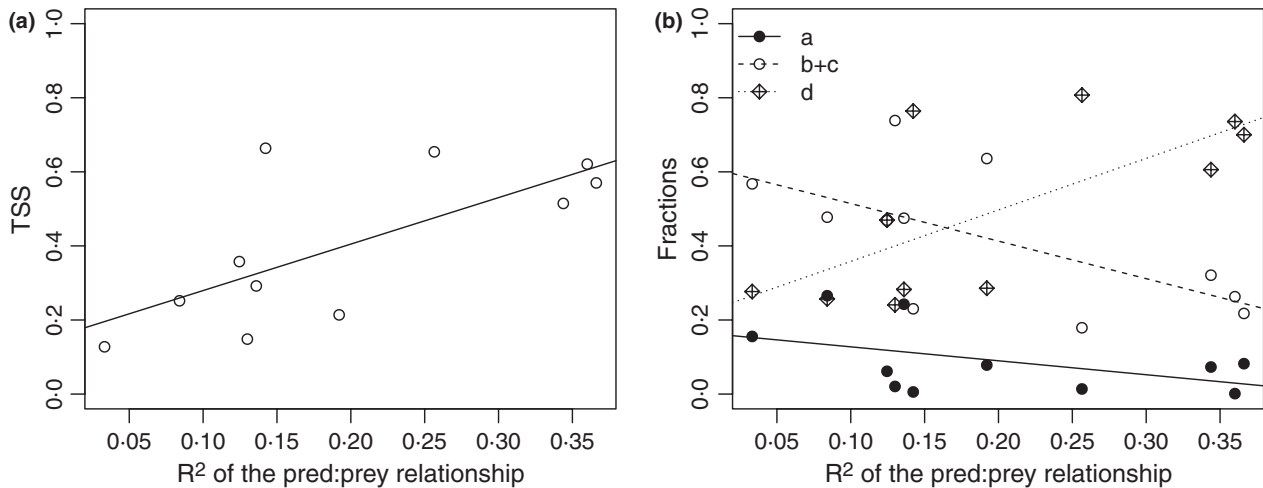 (a)
1·0
0·8
0·6
0·4
0·2
0·0
TSS
0·05 0·10 0·15 0·20 0·25 0·30 0·35
R² of the pred:prey relationship
(b)
a
b+c
d
1·0
0·8
0·6
0·4
0·2
0·0
Fractions
0·05 0·10 0·15 0·20 0·25 0·30 0·35
R² of the pred:prey relationship